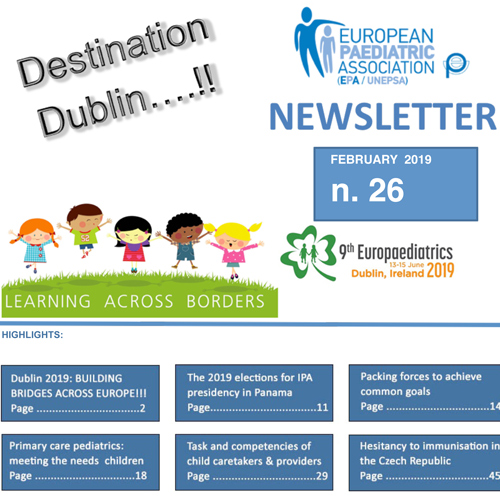 Destination
Dublin.....!!
EUROPEAN
PAEDIATRIC
ASSOCIATION
(EPA / UNEPSA)
NEWSLETTER
FEBRUARY 2019
n. 26
9th Europaediatrics
13-15 June
Dublin, Ireland 2019
LEARNING ACROSS BORDERS
HIGHLIGHTS:
Dublin 2019: BUILDING
BRIDGES ACROSS EUROPE!!!
Page ............................2
The 2019 elections for IPA
presidency in Panama
Page...............................11
Packing forces to achieve
common goals
Page ...............................14
Primary care pediatrics:
meeting the needs children
Page ............................18
Task and competencies of
child caretakers & providers
Page ............................29
Hesitancy to immunisation in
the Czech Republic
Page ...............................45